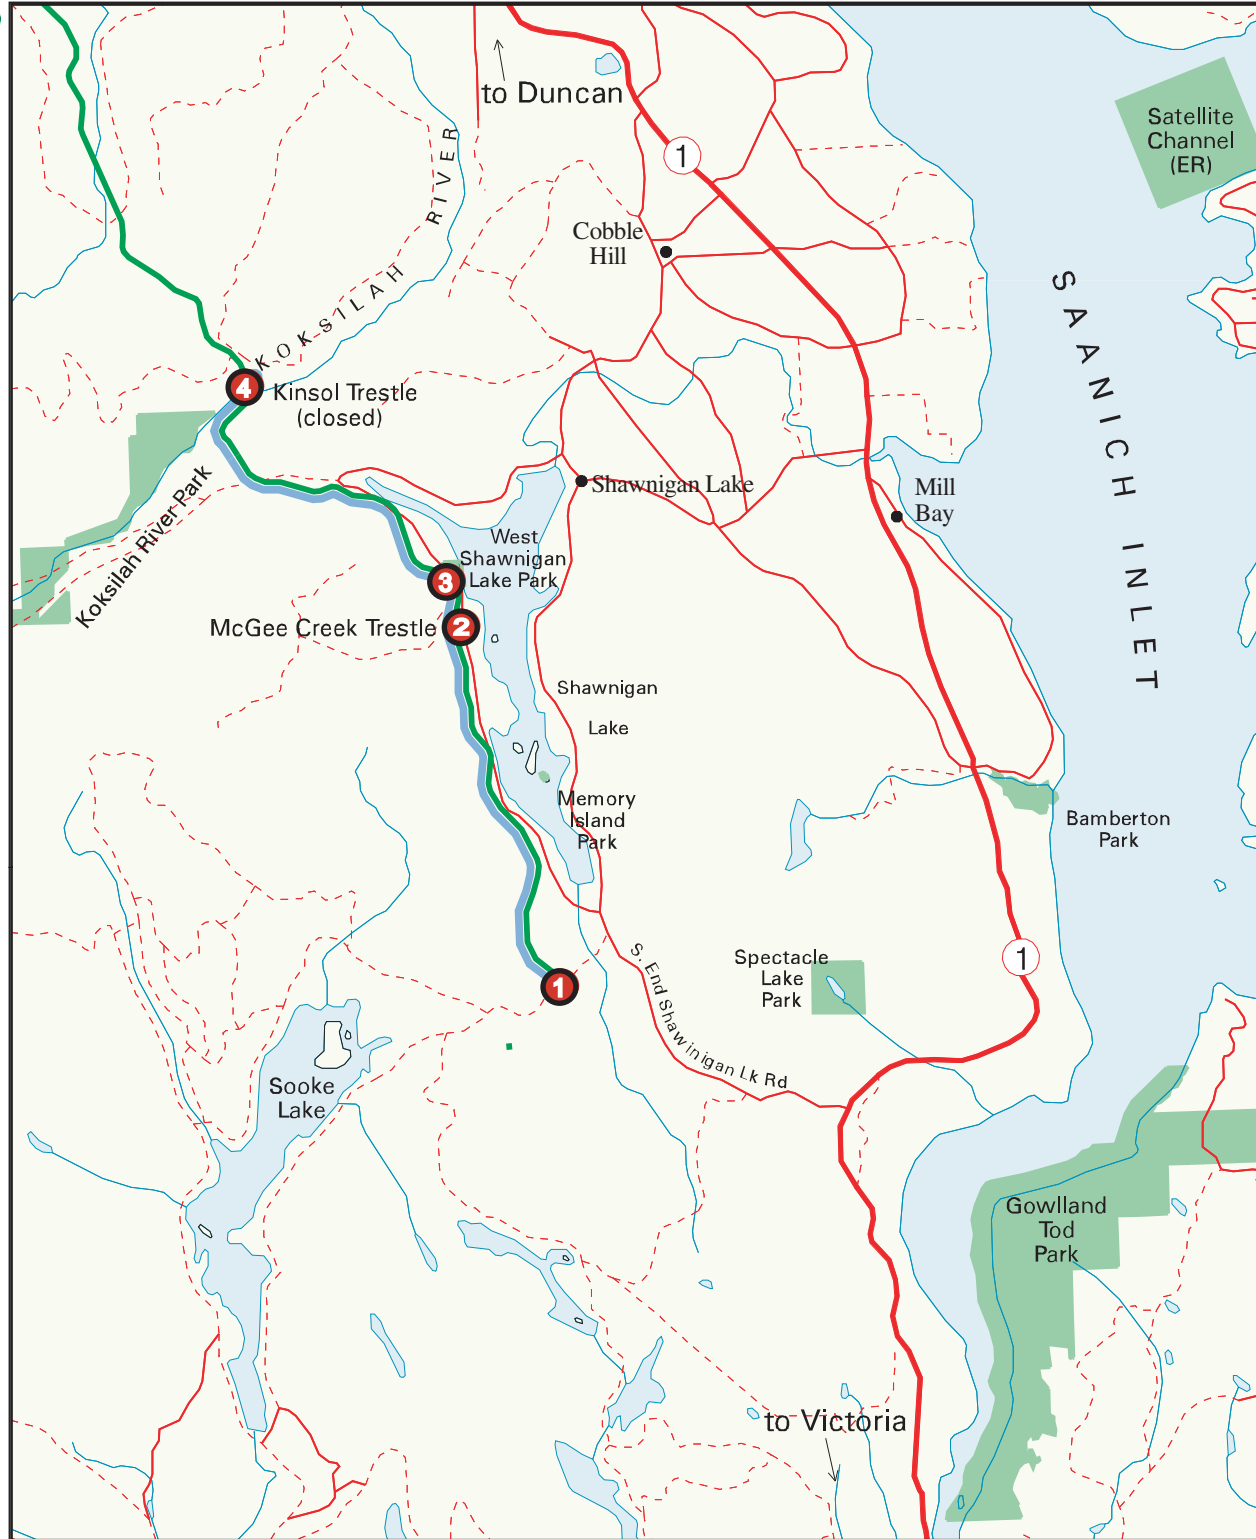 to Duncan
1
Satellite
Channel
(ER)
KOKSILAH RIVER
Cobble
Hill
SAANICH INLET
4
Kinsol Trestle
(closed)
Koksilah River Park
Shawnigan Lake
Mill
Bay
West
Shawnigan
Lake Park
3
McGee Creek Trestle
2
Shawnigan
Lake
Memory
Island
Park
Bamberton
Park
1
Spectacle
Lake
Park
1
S. End Shawinigan Lk Rd
Sooke
Lake
Gowlland
Tod
Park
to Victoria